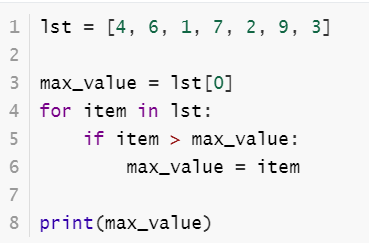 1 lst = [4, 6, 1, 7, 2, 9, 3]
2
3 max_value = lst[0]
4 for item in lst:
5     if item > max_value:
6         max_value = item
7
8 print(max_value)